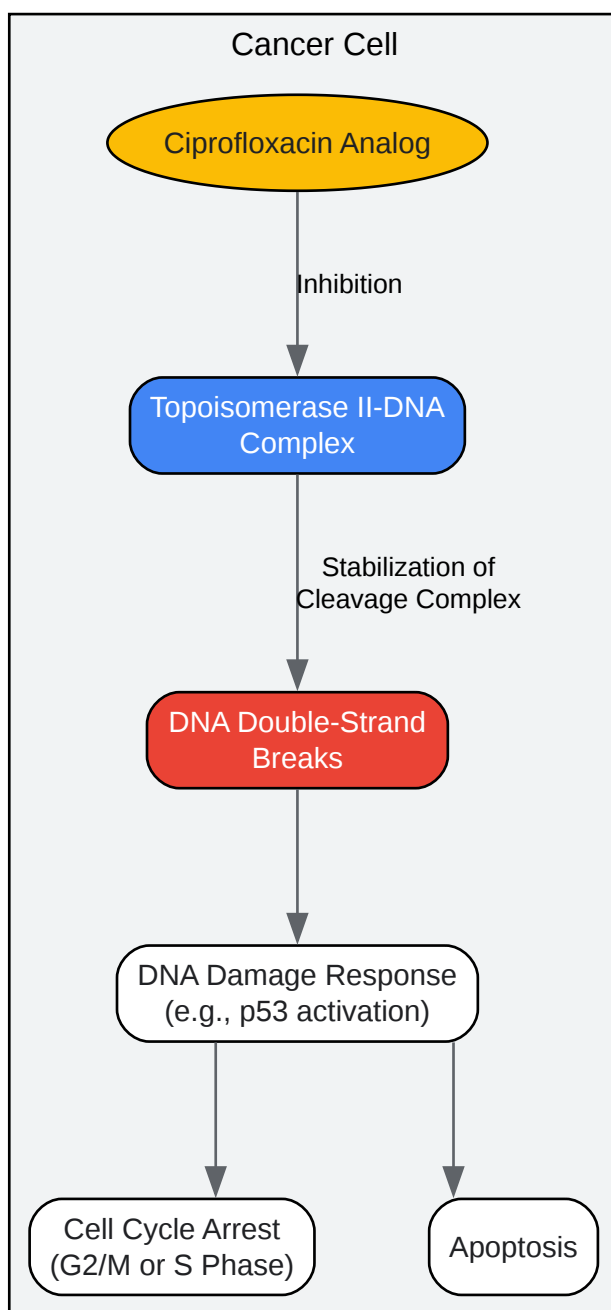 Cancer Cell
Ciprofloxacin Analog
Inhibition
Topoisomerase II-DNA
Complex
Stabilization of
Cleavage Complex
DNA Double-Strand
Breaks
DNA Damage Response
(e.g., p53 activation)
Cell Cycle Arrest
(G2/M or S Phase)
Apoptosis